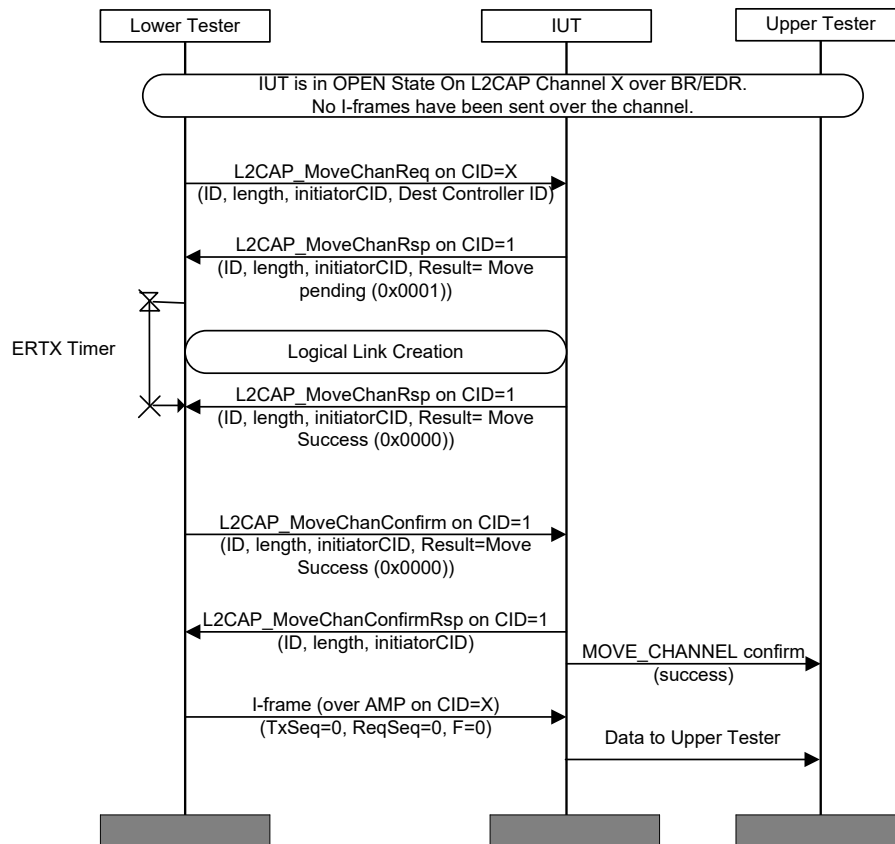 Lower Tester
IUT
Upper Tester
IUT is in OPEN State On L2CAP Channel X over BR/EDR.
No I-frames have been sent over the channel.
L2CAP_MoveChanReq on CID=X
(ID, length, initiatorCID, Dest Controller ID)
L2CAP_MoveChanRsp on CID=1
(ID, length, initiatorCID, Result= Move
pending (0x0001))
ERTX Timer
Logical Link Creation
L2CAP_MoveChanRsp on CID=1
(ID, length, initiatorCID, Result= Move
Success (0x0000))
L2CAP_MoveChanConfirm on CID=1
(ID, length, initiatorCID, Result=Move
Success (0x0000))
L2CAP_MoveChanConfirmRsp on CID=1
(ID, length, initiatorCID)
MOVE_CHANNEL confirm
(success)
I-frame (over AMP on CID=X)
(TxSeq=0, ReqSeq=0, F=0)
Data to Upper Tester